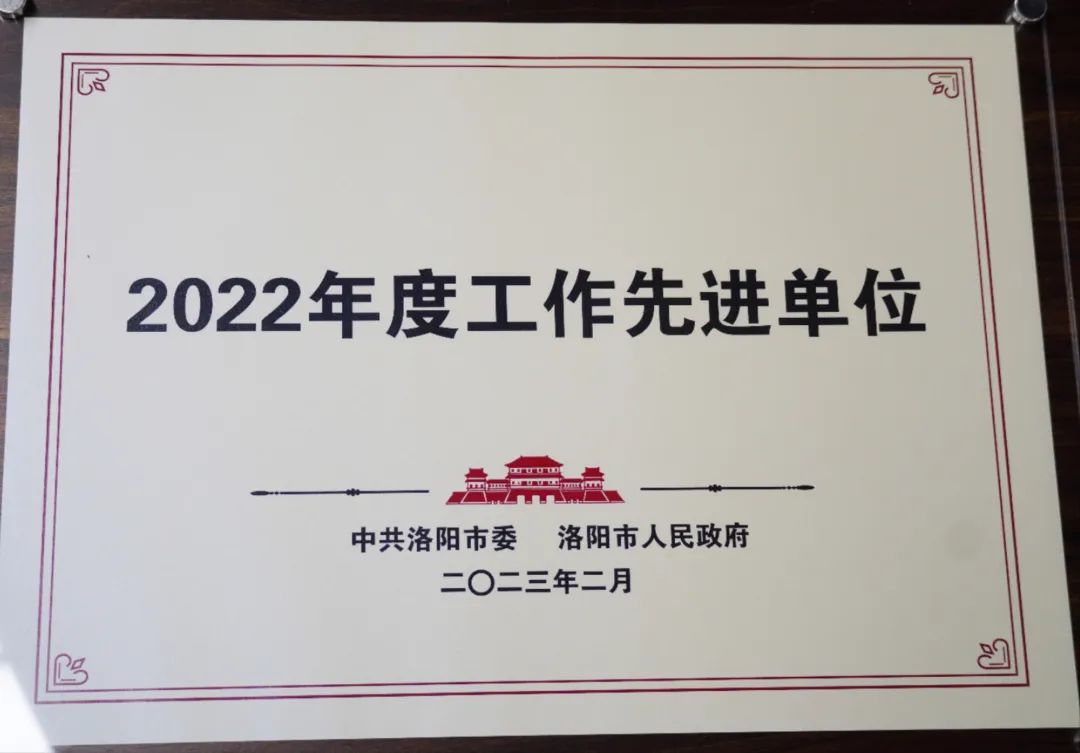 2022年度工作先进单位
中共洛阳市委 洛阳市人民政府
二〇二三年二月